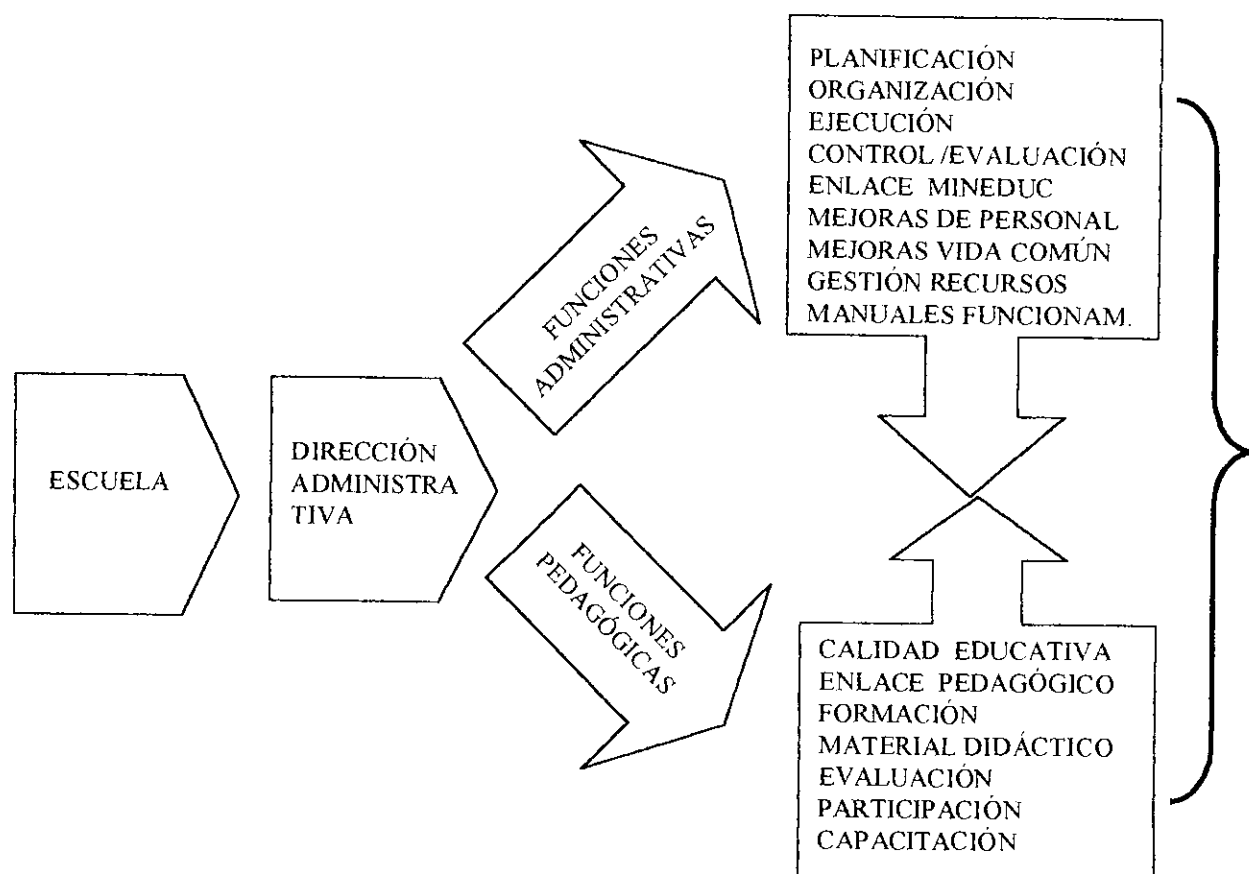 ESCUELA
DIRECCIÓN
ADMINISTRA
TIVA
FUNCIONES
ADMINISTRATIVAS
FUNCIONES
PEDAGÓGICAS
PLANIFICACIÓN
ORGANIZACIÓN
EJECUCIÓN
CONTROL /EVALUACIÓN
ENLACE MINEDUC
MEJORAS DE PERSONAL
MEJORAS VIDA COMÚN
GESTIÓN RECURSOS
MANUALES FUNCIONAM.
CALIDAD EDUCATIVA
ENLACE PEDAGÓGICO
FORMACIÓN
MATERIAL DIDÁCTICO
EVALUACIÓN
PARTICIPACIÓN
CAPACITACIÓN